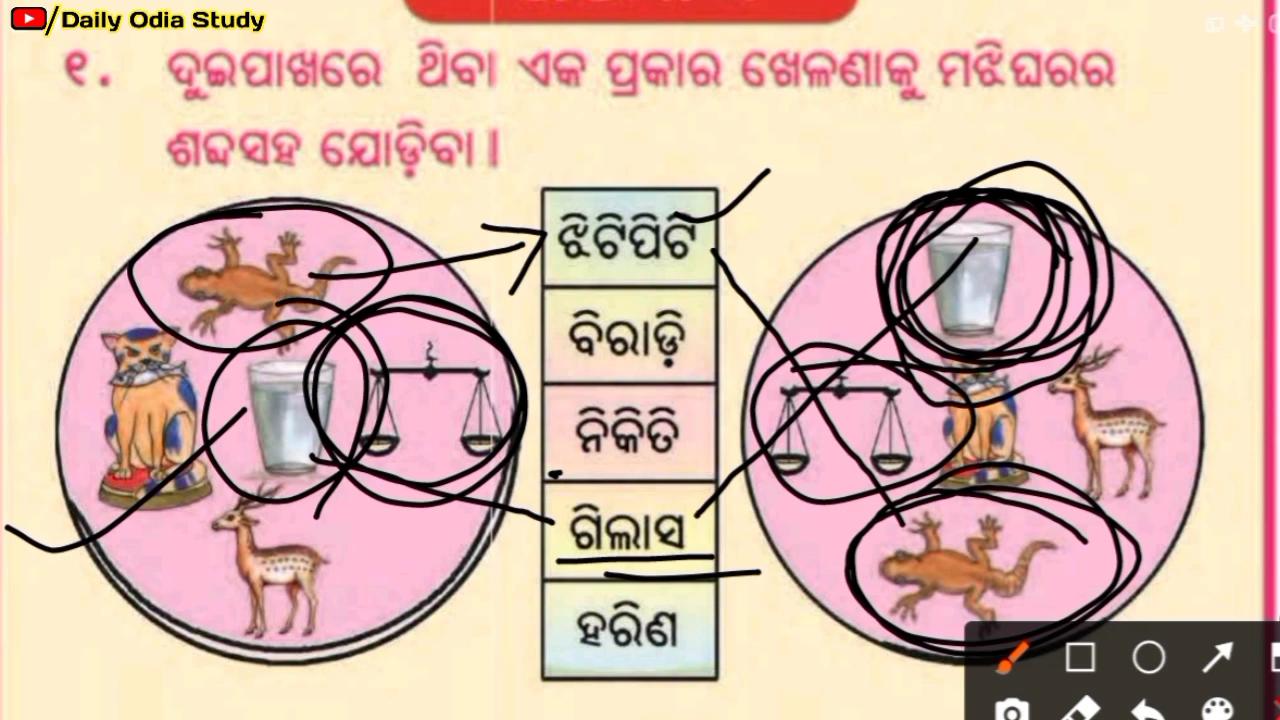 /Daily Odia Study
୧. ଦୁଇପାଖରେ ଥିବା ଏକ ପ୍ରକାର ଖେଳଣାକୁ ମଝିଘରର
ଶବ୍ଦସହ ଯୋଡ଼ିବା।
ଝିଟିପିଟି
ବିରାଡ଼ି
ନିକିତି
ଗିଲାସ
ହରିଣ